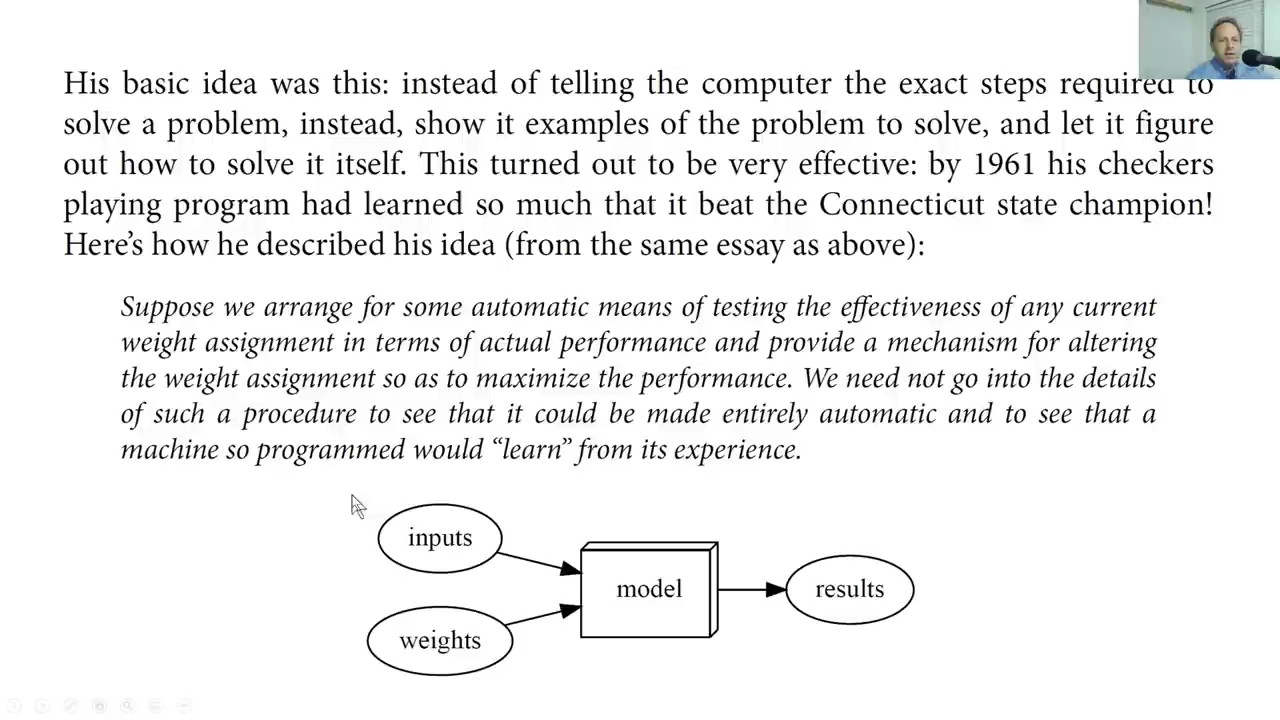 His basic idea was this: instead of telling the computer the exact steps required to
solve a problem, instead, show it examples of the problem to solve, and let it figure
out how to solve it itself. This turned out to be very effective: by 1961 his checkers
playing program had learned so much that it beat the Connecticut state champion!
Here’s how he described his idea (from the same essay as above):
Suppose we arrange for some automatic means of testing the effectiveness of any current
weight assignment in terms of actual performance and provide a mechanism for altering
the weight assignment so as to maximize the performance. We need not go into the details
of such a procedure to see that it could be made entirely automatic and to see that a
machine so programmed would “learn” from its experience.
inputs
weights
model
results